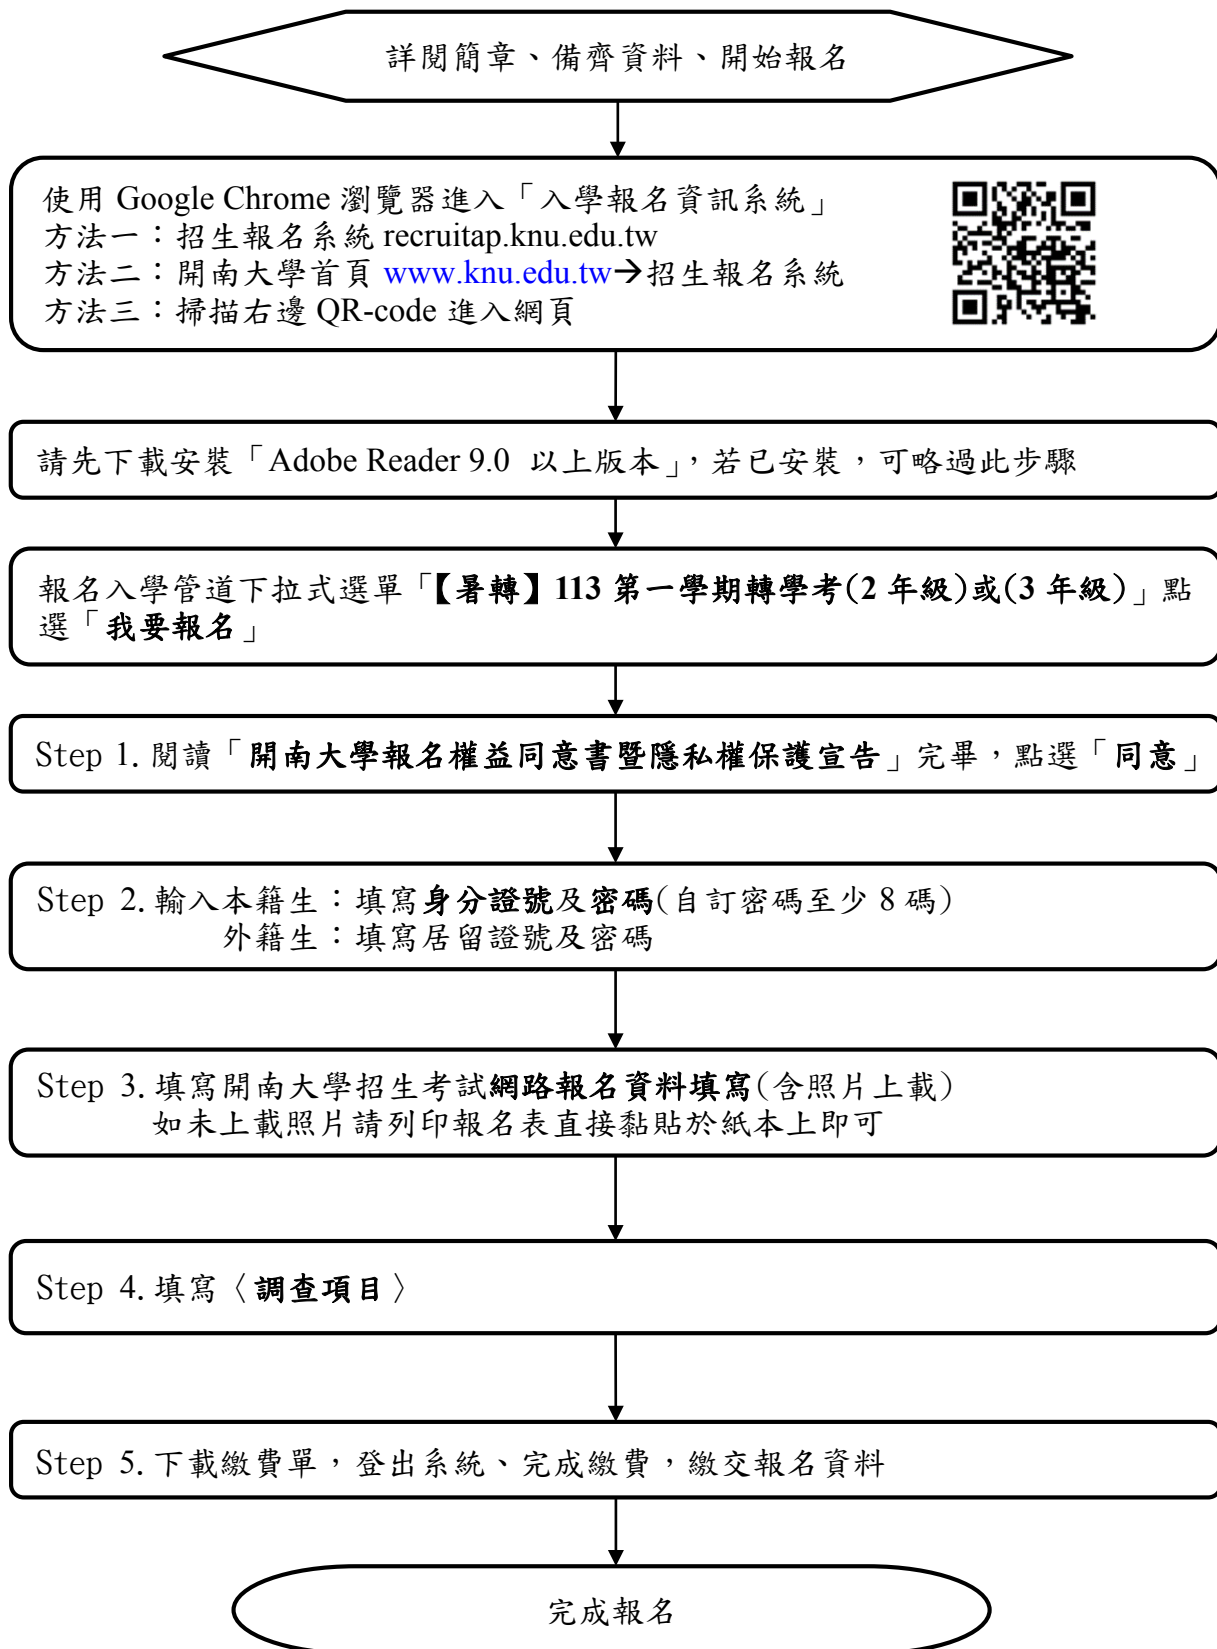 詳閱簡章、備齊資料、開始報名
使用 Google Chrome 瀏覽器進入「入學報名資訊系統」
方法一：招生報名系統 recruitap.knu.edu.tw
方法二：開南大學首頁 www.knu.edu.tw→招生報名系統
方法三：掃描右邊 QR-code 進入網頁
請先下載安裝「Adobe Reader 9.0 以上版本」，若已安裝，可略過此步驟
報名入學管道下拉式選單「【暑轉】113 第一學期轉學考(2 年級)或(3 年級)」點
選「我要報名」
Step 1. 閱讀「開南大學報名權益同意書暨隱私權保護宣告」完畢，點選「同意」
Step 2. 輸入本籍生：填寫身分證號及密碼(自訂密碼至少 8 碼)
外籍生：填寫居留證號及密碼
Step 3. 填寫開南大學招生考試網路報名資料填寫(含照片上載)
如未上載照片請列印報名表直接黏貼於紙本上即可
Step 4. 填寫〈調查項目〉
Step 5. 下載繳費單，登出系統、完成繳費，繳交報名資料
完成報名